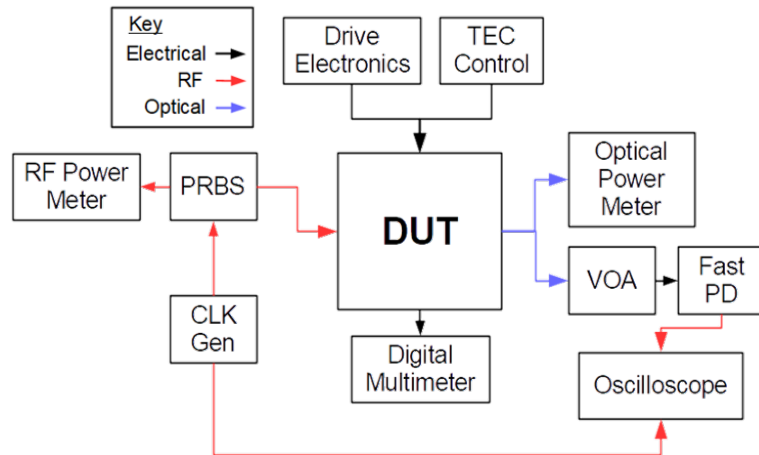 Key
Electrical
RF
Optical
Drive
Electronics
TEC
Control
RF Power
Meter
PRBS
DUT
Optical
Power
Meter
VOA
Fast
PD
CLK
Gen
Digital
Multimeter
Oscilloscope